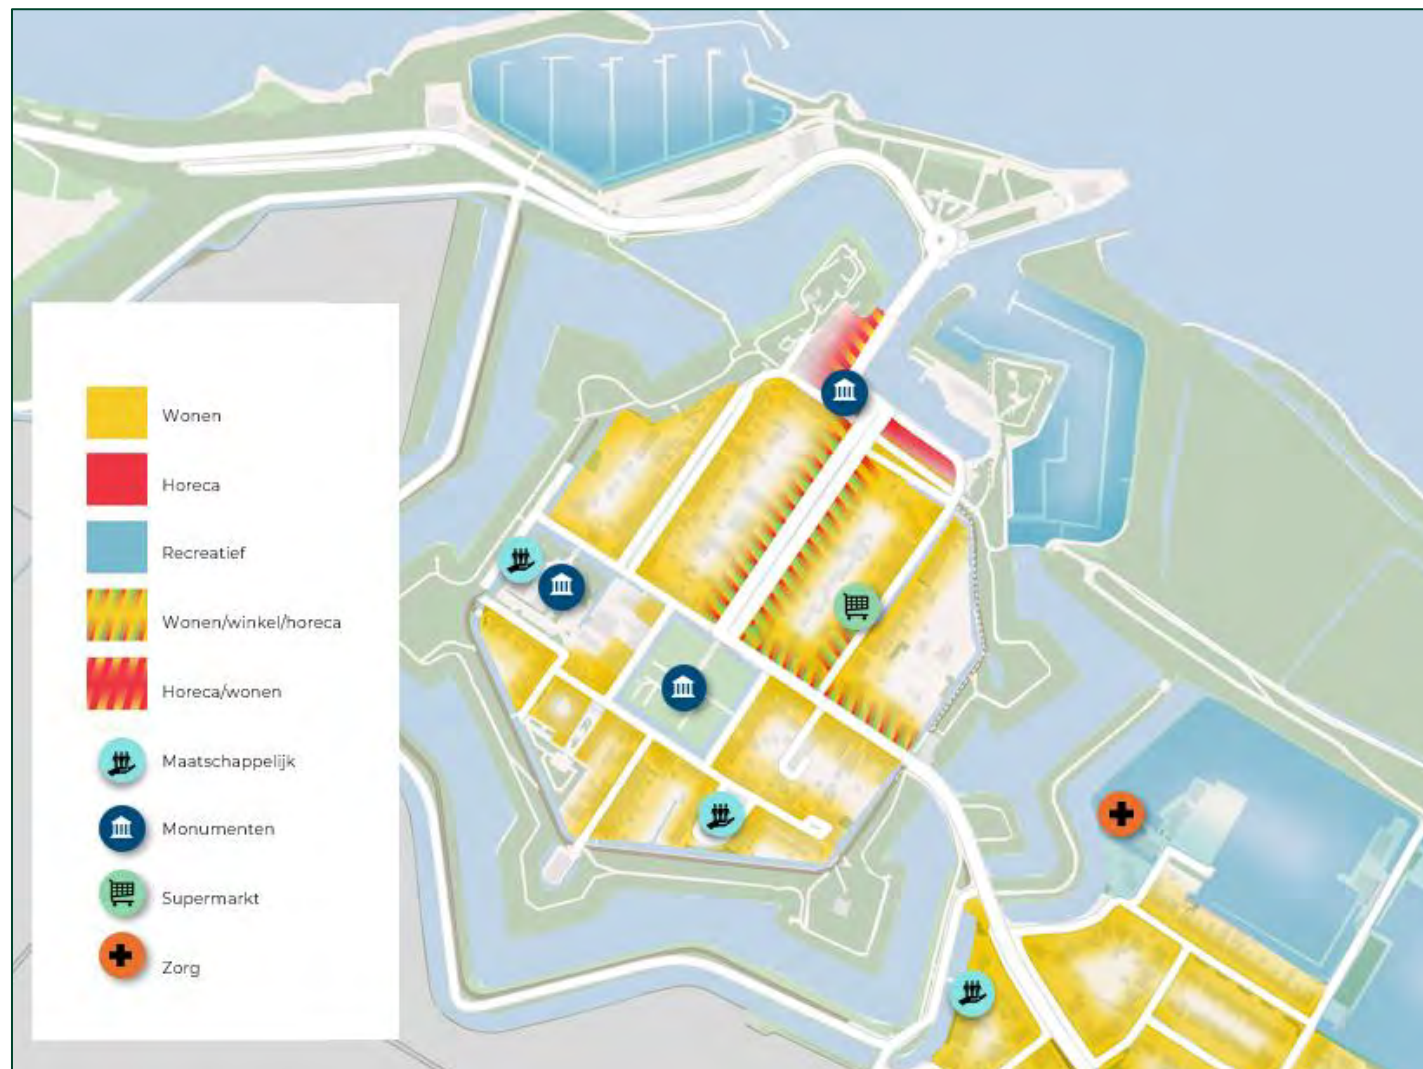 Wonen
Horeca
Recreatief
Wonen/winkel/horeca
Horeca/wonen
Maatschappelijk
Monumenten
Supermarkt
Zorg